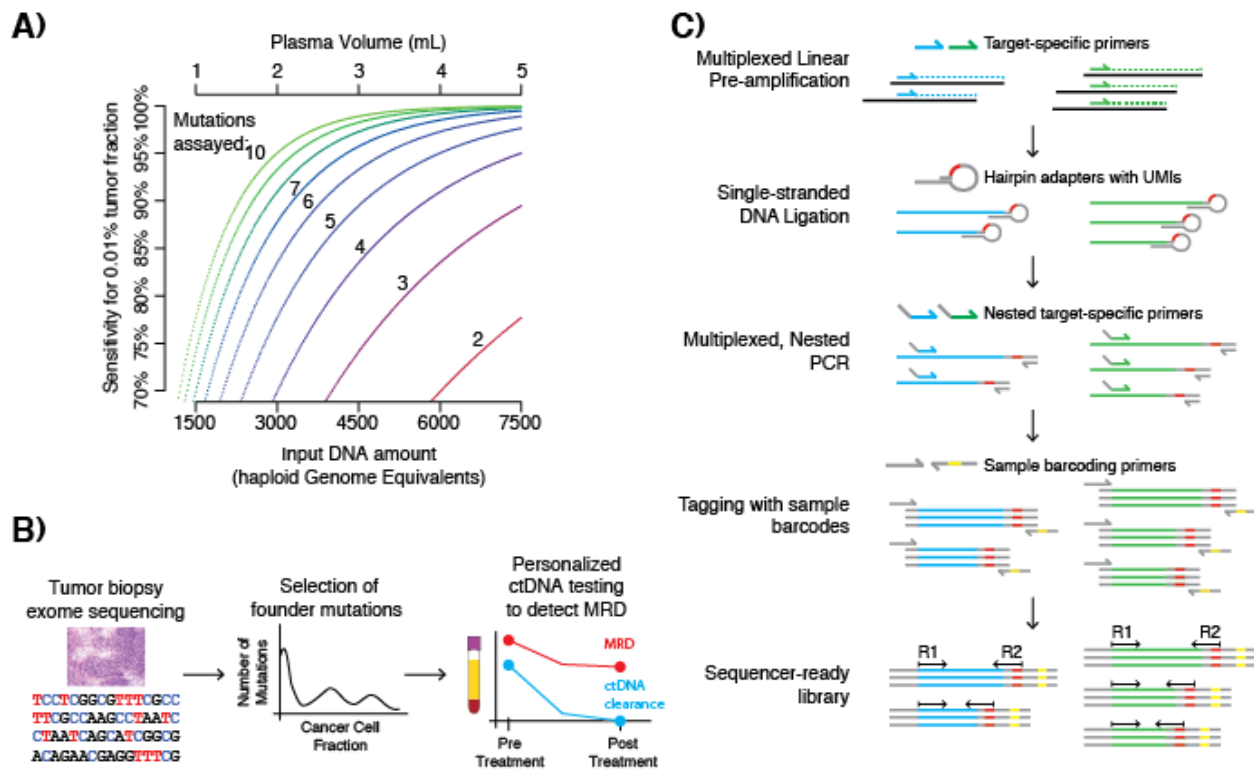 A)
Plasma Volume (mL)
1 2 3 4 5
Sensitivity for 0.01% tumor fraction
100%
95%
90%
85%
80%
75%
70%
Mutations
assayed:
10
7
6
5
4
3
2
1500 3000 4500 6000 7500
Input DNA amount
(haploid Genome Equivalents)
B)
Tumor biopsy
exome sequencing
TCCTCGGCGTTTCGCC
TTCGCCAAGCCTAATC
CTAATCAGCATCGGCG
ACAGAACGAGGTTTCG
Selection of
founder mutations
Number of
Mutations
Cancer Cell
Fraction
Personalized
ctDNA testing
to detect MRD
MRD
ctDNA
clearance
Pre
Treatment
Post
Treatment
C)
Multiplexed Linear
Pre-amplification
Target-specific primers
Single-stranded
DNA Ligation
Hairpin adapters with UMIs
Multiplexed, Nested
PCR
Nested target-specific primers
Tagging with sample
barcodes
Sample barcoding primers
Sequencer-ready
library
R1 R2
R1 R2